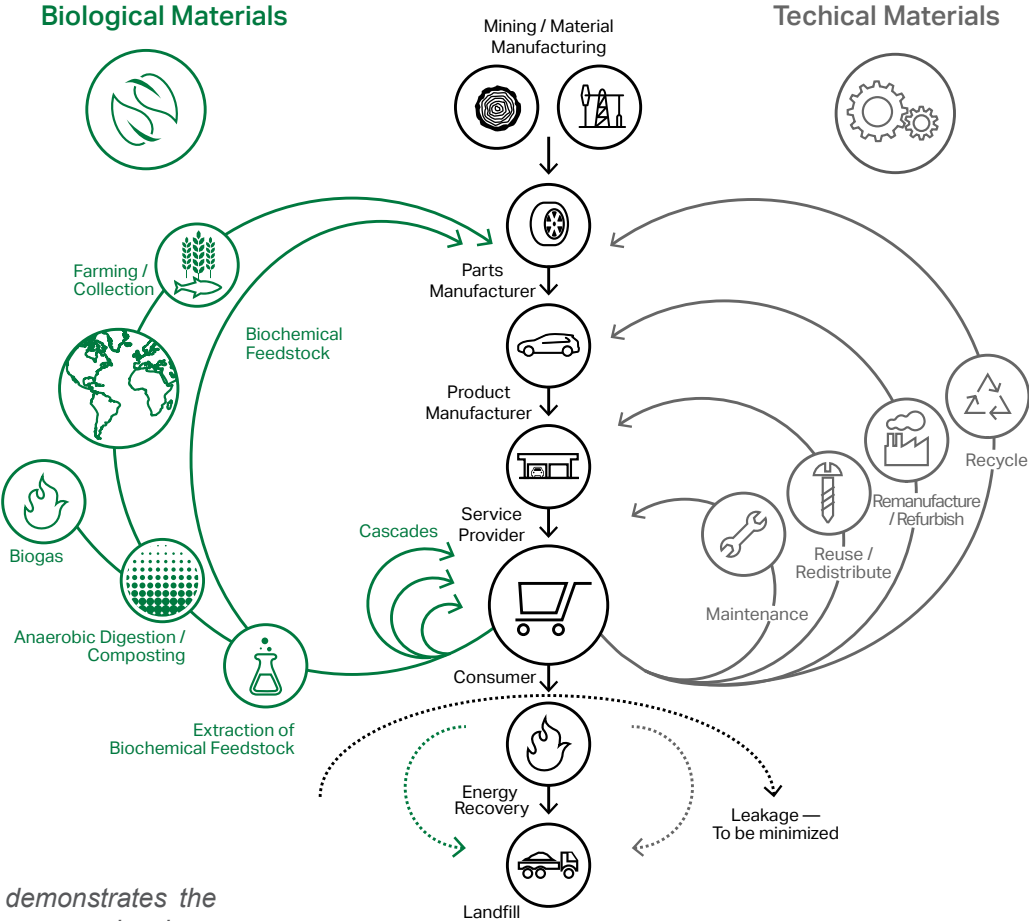 Biological Materials
Techical Materials
Mining / Material
Manufacturing
Farming /
Collection
Biochemical
Feedstock
Parts
Manufacturer
Product
Manufacturer
Recycle
Remanufacture
/ Refurbish
Service
Provider
Cascades
Biogas
Reuse /
Redistribute
Maintenance
Anaerobic Digestion /
Composting
Consumer
Extraction of
Biochemical Feedstock
Energy
Recovery
Leakage —
To be minimized
Landfill
demonstrates the